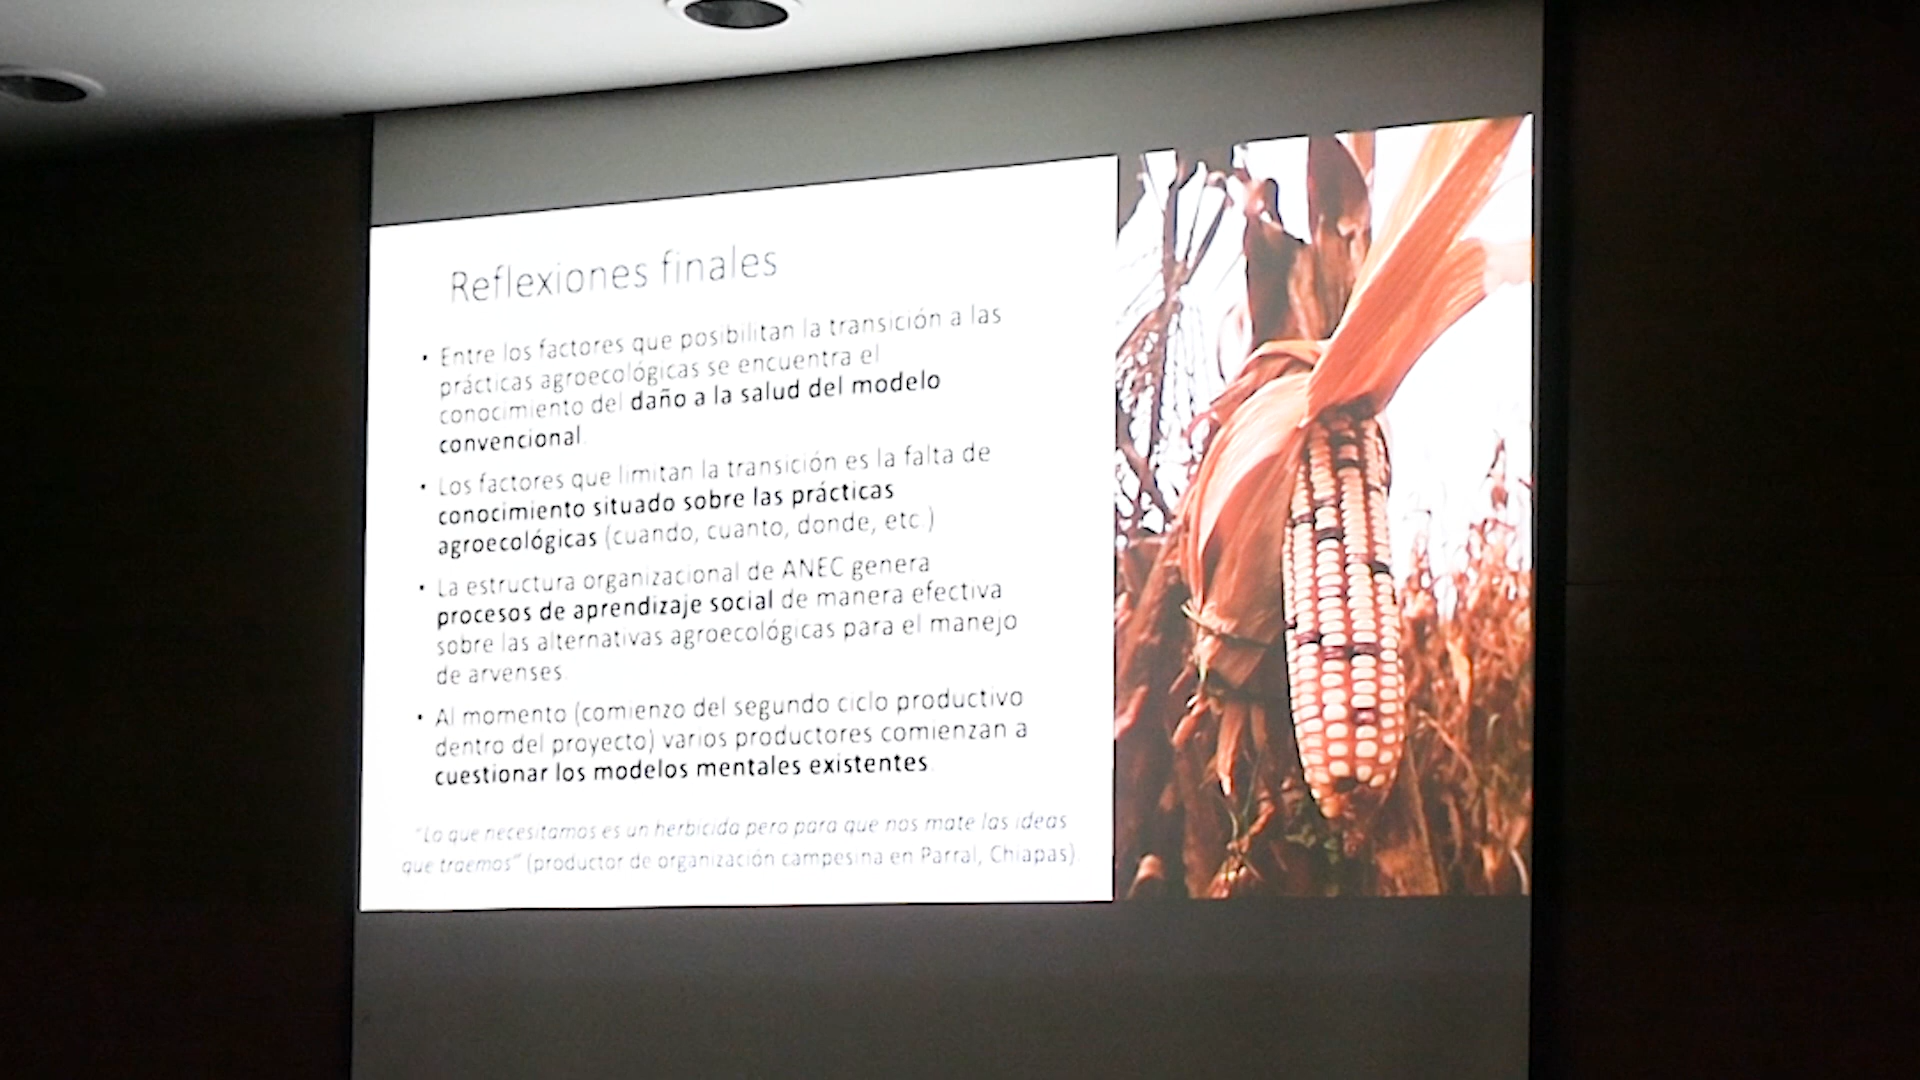 Reflexiones finales
• Entre los factores que posibilitan la transición a las
prácticas agroecológicas se encuentra el
conocimiento del daño a la salud del modelo
convencional.
• Los factores que limitan la transición es la falta de
conocimiento situado sobre las prácticas
agroecológicas (cuando, cuanto, donde, etc.)
• La estructura organizacional de ANEC genera
procesos de aprendizaje social de manera efectiva
sobre las alternativas agroecológicas para el manejo
de arvenses.
• Al momento (comienzo del segundo ciclo productivo
dentro del proyecto) varios productores comienzan a
cuestionar los modelos mentales existentes.
“Lo que necesitamos es un herbicida pero para que nos mate las ideas
que traemos” (productor de organización campesina en Parral, Chiapas).